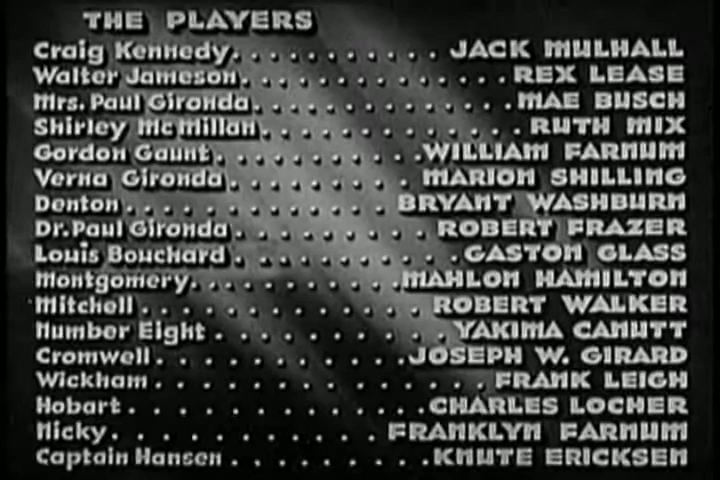 THE PLAYERS
Craig Kennedy. . . . . . . . . . . JACK MULHALL
Walter Jameson. . . . . . . . . . . . . . REX LEASE
Mrs. Paul Gironda. . . . . . . . . . . . . MAE BUSCH
Shirley McMillan. . . . . . . . . . . . . RUTH MIX
Gordon Gaunt. . . . . . . . . . . WILLIAM FARNUM
Verna Gironda. . . . . . . . . MARION SHILLING
Denton. . . . . . . . . . . . . . BRYANT WASHBURN
Dr. Paul Gironda. . . . . . . . . ROBERT FRAZER
Louis Bouchard. . . . . . . . . . . GASTON GLASS
Montgomery. . . . . . . . . . . MAHLON HAMILTON
Mitchell. . . . . . . . . . . . . . . ROBERT WALKER
Number Eight. . . . . . . . . . . . YAKIMA CANUTT
Cromwell. . . . . . . . . . . . . JOSEPH W. GIRARD
Wickham. . . . . . . . . . . . . . . . . FRANK LEIGH
Hobart. . . . . . . . . . . . . . . CHARLES LOCHER
Nicky. . . . . . . . . . . . . . FRANKLYN FARNUM
Captain Hansen. . . . . . . . . KNUTE ERICKSEN